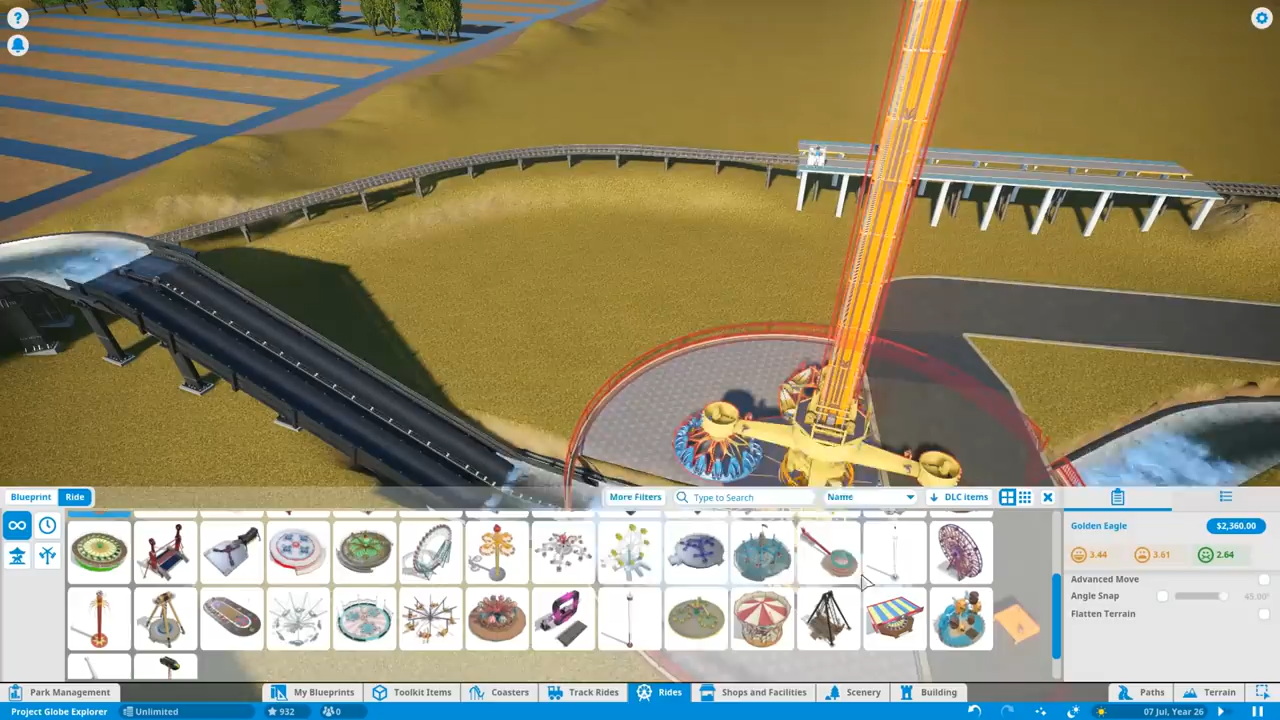 ?
Blueprint Ride More Filters Type to Search Name DLC items
Golden Eagle $2,360.00
3.44 3.61 2.64
Advanced Move
Angle Snap 45.00°
Flatten Terrain
Park Management My Blueprints Toolkit Items Coasters Track Rides Rides Shops and Facilities Scenery Building Paths Terrain
Project Globe Explorer Unlimited 932 0 07 Jul, Year 26